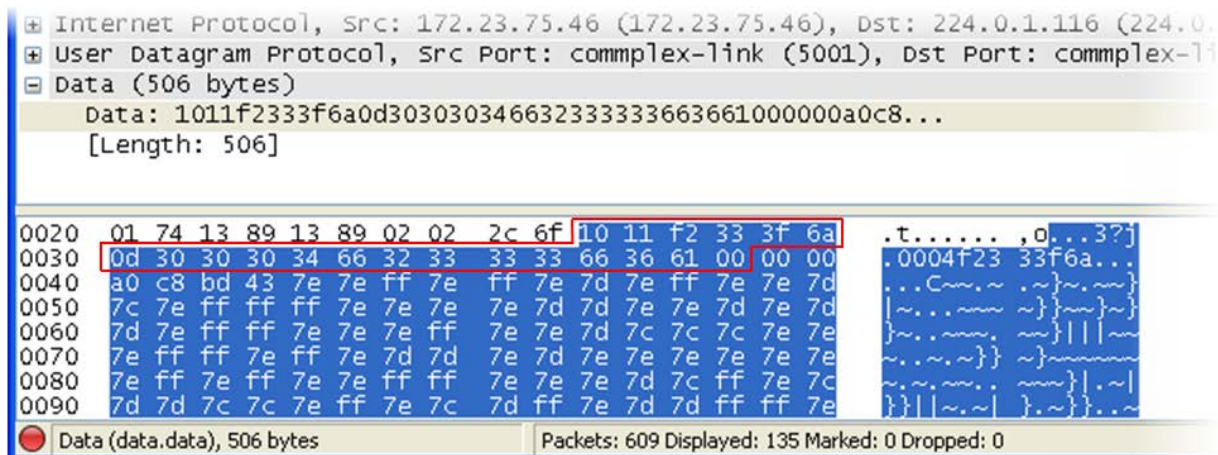 Internet Protocol, Src: 172.23.75.46 (172.23.75.46), Dst: 224.0.1.116 (224.0.
User Datagram Protocol, Src Port: commplex-link (5001), Dst Port: commplex-li
Data (506 bytes)
Data: 1011f2333f6a0d30303034663233333366366​1000000a0c8...
[Length: 506]
0020 01 74 13 89 13 89 02 02 2c 6f 10 11 f2 33 3f 6a .t...... ,o...3?j
0030 0d 30 30 30 34 66 32 33 33 33 66 36 61 00 00 00 .0004f23 33f6a...
0040 a0 c8 bd 43 7e 7e ff 7e ff 7e 7d 7e ff 7e 7e 7d ...C~~.~ .~}~.~~}
0050 7c 7e ff ff ff 7e 7e 7e 7e 7d 7d 7e 7e 7d 7e 7d |~...~~~ ~}}~~}~}
0060 7d 7e ff ff 7e 7e 7e ff 7e 7e 7d 7c 7c 7c 7e 7e }~..~~~. ~~}|||~~
0070 7e ff ff 7e ff 7e 7d 7d 7e 7d 7e 7e 7e 7e 7e 7e ~..~.~}} ~}~~~~~~
0080 7e ff 7e ff 7e 7e ff ff 7e 7e 7e 7d 7c ff 7e 7c ~.~.~~.. ~~~}|.~|
0090 7d 7d 7c 7c 7e ff 7e 7c 7d ff 7e 7d 7d ff ff 7e }}||~.~| }.~}}..~
Data (data.data), 506 bytes Packets: 609 Displayed: 135 Marked: 0 Dropped: 0